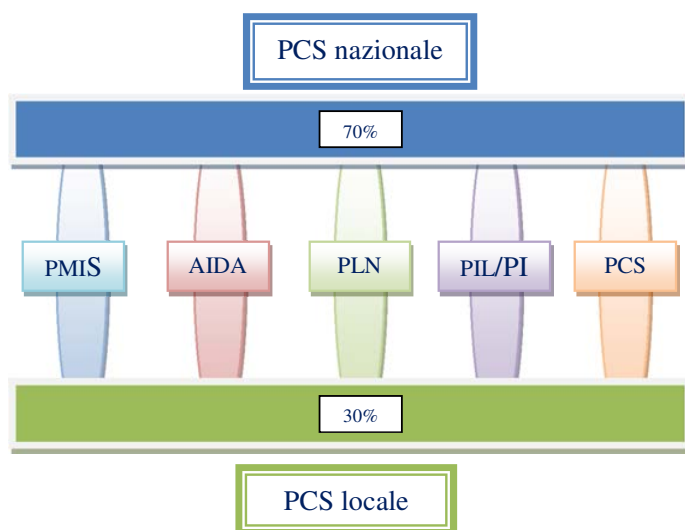 PCS nazionale
70%
PMIS AIDA PLN PIL/PI PCS
30%
PCS locale